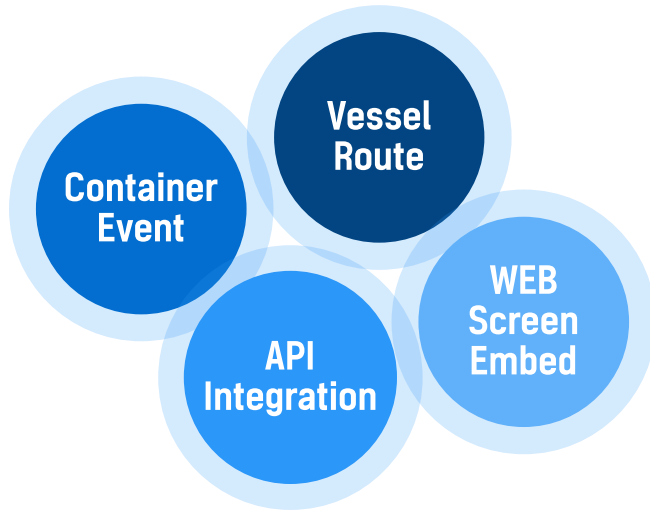 Vessel
Route
Container
Event
WEB
Screen
Embed
API
Integration